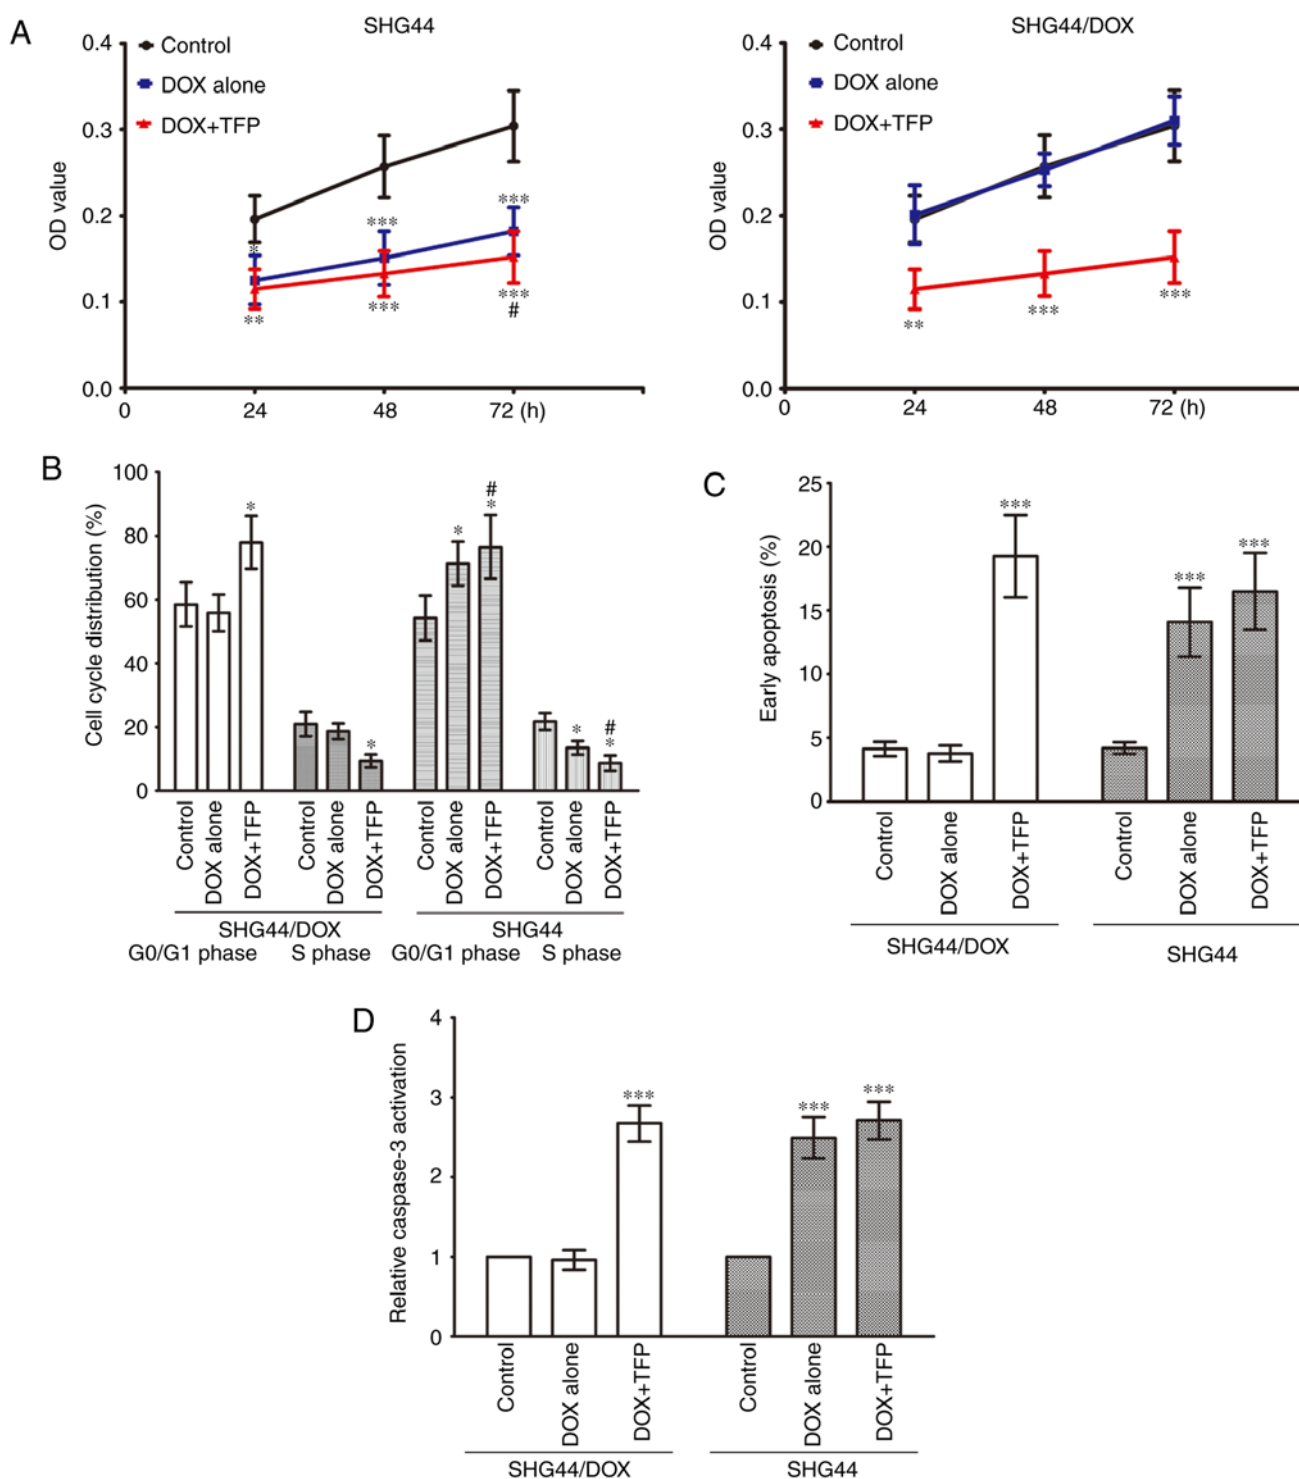 A
SHG44
0.4
Control
DOX alone
DOX+TFP
0.3
OD value
0.2
0.1
0.0
*
**
***
***
***
***
#
0
24
48
72 (h)
SHG44/DOX
0.4
Control
DOX alone
DOX+TFP
0.3
OD value
0.2
0.1
0.0
**
***
***
0
24
48
72 (h)
B
Cell cycle distribution (%)
100
80
60
40
20
0
*
*
*
#
*
*
#
*
Control
DOX alone
DOX+TFP
Control
DOX alone
DOX+TFP
Control
DOX alone
DOX+TFP
Control
DOX alone
DOX+TFP
SHG44/DOX
SHG44
G0/G1 phase S phase G0/G1 phase S phase
C
Early apoptosis (%)
25
20
15
10
5
0
***
***
***
Control
DOX alone
DOX+TFP
Control
DOX alone
DOX+TFP
SHG44/DOX
SHG44
D
Relative caspase-3 activation
4
3
2
1
0
***
***
***
Control
DOX alone
DOX+TFP
Control
DOX alone
DOX+TFP
SHG44/DOX
SHG44